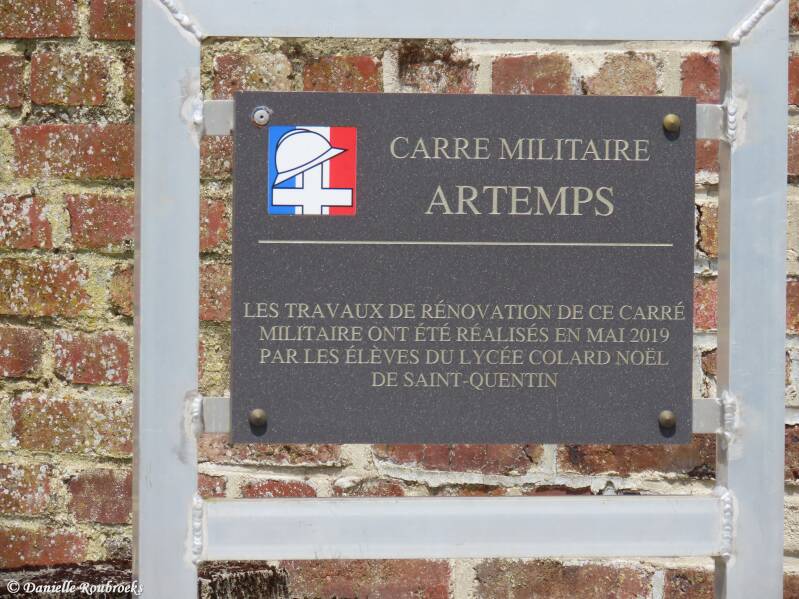 CARRE MILITAIRE
ARTEMPS
LES TRAVAUX DE RÉNOVATION DE CE CARRÉ
MILITAIRE ONT ÉTÉ RÉALISÉS EN MAI 2019
PAR LES ÉLÈVES DU LYCÉE COLARD NOËL
DE SAINT-QUENTIN
© Danielle Roubroeks